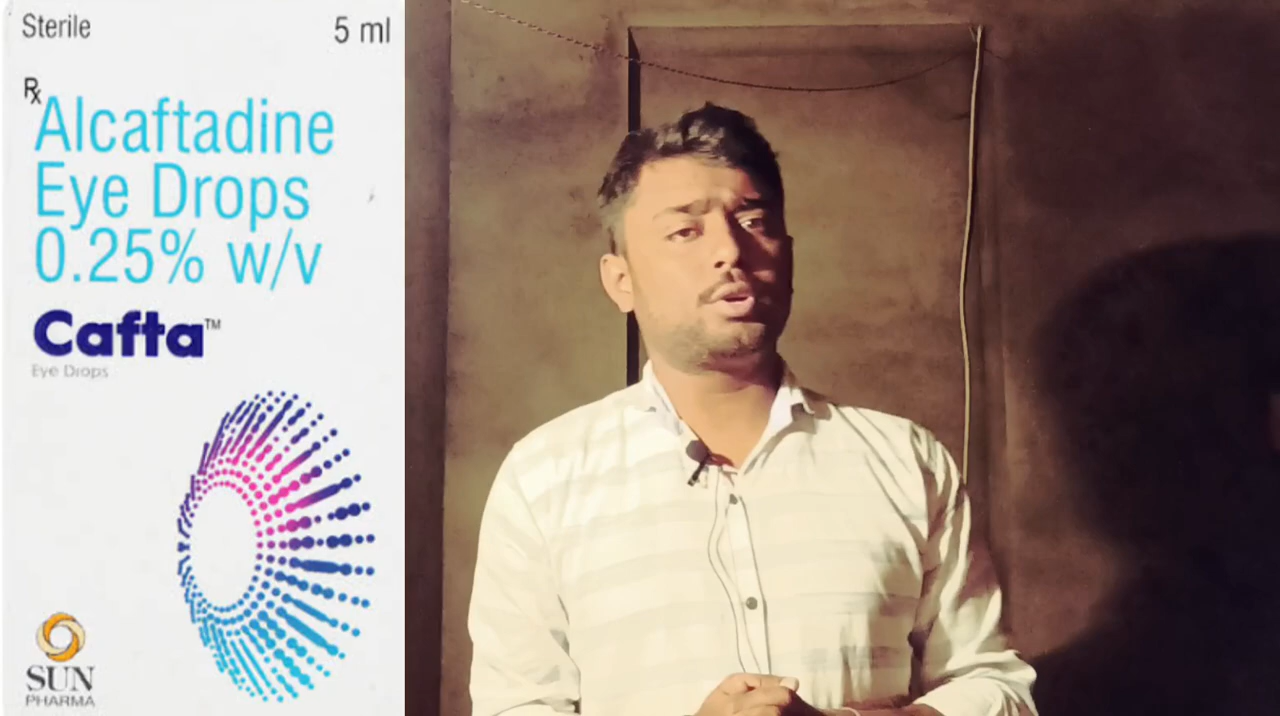 Sterile
5 ml
Rx
Alcaftadine
Eye Drops
0.25% w/v
Cafta™
Eye Drops
SUN
PHARMA